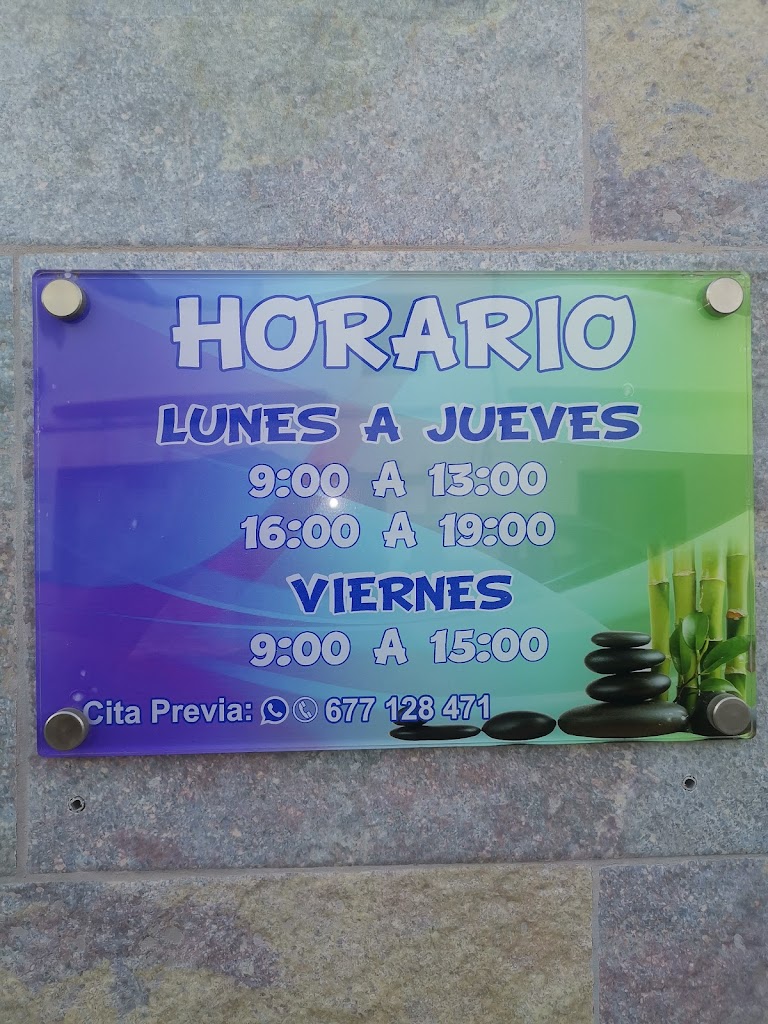 HORARIO
LUNES A JUEVES
9:00 A 13:00
16:00 A 19:00
VIERNES
9:00 A 15:00
Cita Previa: 677 128 471